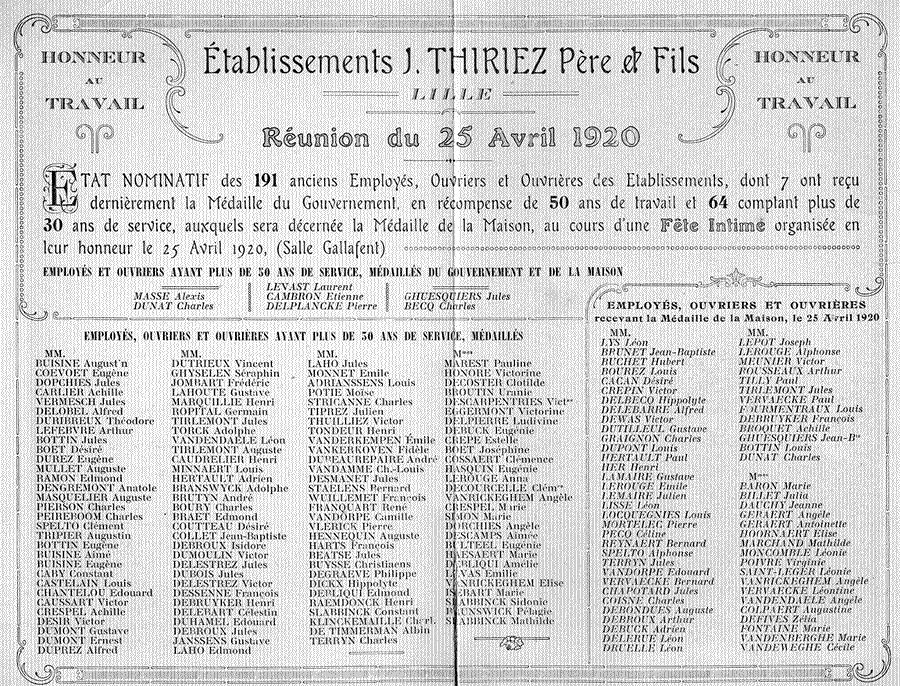 HONNEUR
AU
TRAVAIL
Établissements J. THIRIEZ Père & Fils
LILLE
Réunion du 25 Avril 1920
HONNEUR
AU
TRAVAIL
ETAT NOMINATIF des 191 anciens Employés, Ouvriers et Ouvrières des Etablissements, dont 7 ont reçu
dernièrement la Médaille du Gouvernement, en récompense de 50 ans de travail et 64 comptant plus de
30 ans de service, auxquels sera décernée la Médaille de la Maison, au cours d'une Fête Intime organisée en
leur honneur le 25 Avril 1920, (Salle Gallafent)
EMPLOYÉS ET OUVRIERS AYANT PLUS DE 50 ANS DE SERVICE, MÉDAILLÉS DU GOUVERNEMENT ET DE LA MAISON
MASSE Alexis
DUNAT Charles
LEVAST Laurent
CAMBRON Etienne
DELPLANCKE Pierre
GHUESQUIERS Jules
BECQ Charles
EMPLOYÉS, OUVRIERS ET OUVRIÈRES AYANT PLUS DE 30 ANS DE SERVICE, MÉDAILLÉS
MM.
BUISINE August'n
COEVOET Eugène
DOPCHIES Jules
CARLIER Achille
VERMESCH Jules
DELOBEL Alfred
DURIBREUX Théodore
LEFEIVRE Arthur
BOTTIN Jules
BOET Désiré
DUREZ Eugène
MULLET Auguste
RAMON Edmond
DENGREMONT Anatole
MASQUELIER Auguste
PIERSON Charles
PEIREBOOM Charles
SPELTO Clément
TRIPIER Augustin
BOTTIN Eugène
BUISINE Aimé
BUISINE Eugène
CABY Constant
CASTELAIN Louis
CHANTELOU Edouard
CAUSSART Victor
CRESPEL Achille
DESIR Victor
DUMONT Gustave
DUMONT Ernest
DUPREZ Alfred
MM.
DUTRIEUX Vincent
GHYSELEN Séraphin
JOMBART Frédéric
LAHOUTE Gustave
MARQUILLIE Henri
ROPITAL Germain
TIRLEMONT Jules
TORCK Adolphe
VANDENDAËLE Léon
TIRLEMONT Auguste
CAUDRELIER Henri
MINNAERT Louis
HERTAULT Adrien
BRANSWYCK Adolphe
BRUTYN André
BOURY Charles
BRAET Edmond
COUTTEAU Désiré
COLLET Jean-Baptiste
DEBROUX Isidore
DUMOULIN Victor
DELESTREZ Jules
DUBOIS Jules
DELESTREZ Victor
DESSENNE François
DEBRUYKER Henri
DELEBART Célestin
DUHAMEL Edouard
DEBROUX Jules
JANSSENS Gustave
LAHO Edmond
MM.
LAHO Jules
MONNET Emile
ADRIANSSENS Louis
POTIE Moïse
STRICANNE Charles
TIPREZ Julien
THUILLIEZ Victor
TONDEUR Henri
VANDERKEMPEN Émile
VANKERKOVEN Fidèle
DUREAUREPAIRE André
VANDAMME Ch.-Louis
DESMANET Jules
STAELENS Bernard
WUILLEMET François
FRANQUART René
VANDORPE Camille
VLERICK Pierre
HENNEQUIN Auguste
HARTS François
BEATSE Jules
BUYSSE Christiaens
DEGRAEVE Philippe
DICKX Hippolyte
DEBLIQUI Edmond
HAEMDONCK Henri
SLABBINCK Constant
KLINCKEMAILLE Charl.
DE TIMMERMAN Albin
TERRYN Charles
Mmes
MAREST Pauline
HONORE Victorine
DECOSTER Clotilde
BROUTIN Uranie
DESCARPENTRIES Vict**
EGGERMONT Victorine
DELPIERRE Ludivine
DEBUCK Eugénie
CREPE Estelle
BOET Joséphine
COSSAERT Clémence
HASQUIN Eugénie
LEROUGE Anna
DECOURCELLE Clém**
VANRICKEGHEM Angèle
CRESPEL Marie
SIMON Marie
DORCHIES Angèle
DESCAMPS Aimée
BULTEEL Eugénie
HAESAERT Marie
DEBLIQUI Amélie
LAVAS Emilie
VANRICKEGHEM Elise
Marie
SLABBINCK Sidonie
BRUNSWICK Pélagie
SLABBINCK Mathilde
EMPLOYÉS, OUVRIERS ET OUVRIÈRES
recevant la Médaille de la Maison, le 25 Avril 1920
MM.
LYS Léon
BRUNET Jean-Baptiste
BUCHET Hubert
BOUREZ Louis
CACAN Désiré
CREPIN Victor
DELBECQ Hippolyte
DELEBARRE Alfred
DEWAS Victor
DUTILLEUL Gustave
GRAIGNON Charles
DUPONT Louis
HERTAULT Paul
HER Henri
LAMAIRE Gustave
LEROUGE Emile
LEMAIRE Julien
LISSE Léon
LOCQUEGNIES Louis
MORTELEC Pierre
PECQ Céline
REYNAERT Bernard
SPELTO Alphonse
TERRYN Jules
VANDORPE Edouard
VERVAECKE Bernard
CHAPOTARD Jules
COISNE Charles
DEBONDUES Auguste
DEBROUX Arthur
DEBUCK Adrien
DELERUE Léon
DRUELLE Léon
MM.
LEPOT Joseph
LEROUGE Alphonse
MEUNIER Victor
ROUSSEAUX Arthur
TILLY Paul
TIRLEMONT Jules
VERVAECKE Paul
FOURMENTRAUX Louis
DEBRUYKER François
BROQUET Achille
GHUESQUIERS Jean-Bte
BOTTIN Louis
DUNAT Charles
Mmes
BARON Marie
BILLET Julia
DAUCHY Jeanne
GERAERT Angèle
GERAERT Antoinette
HOORNAERT Elise
MARCHAND Mathilde
MONCOMBLE Léonie
POIVRE Virginie
SAINT-LEGER Léonie
VANRICKEGHEM Angèle
VERVAECKE Léontine
VANDENDAËLE Angèle
COLPAERT Augustine
DEFIVES Zélia
FONTAINE Marie
VANDENBERGHE Marie
VANDEWEGHE Cécile